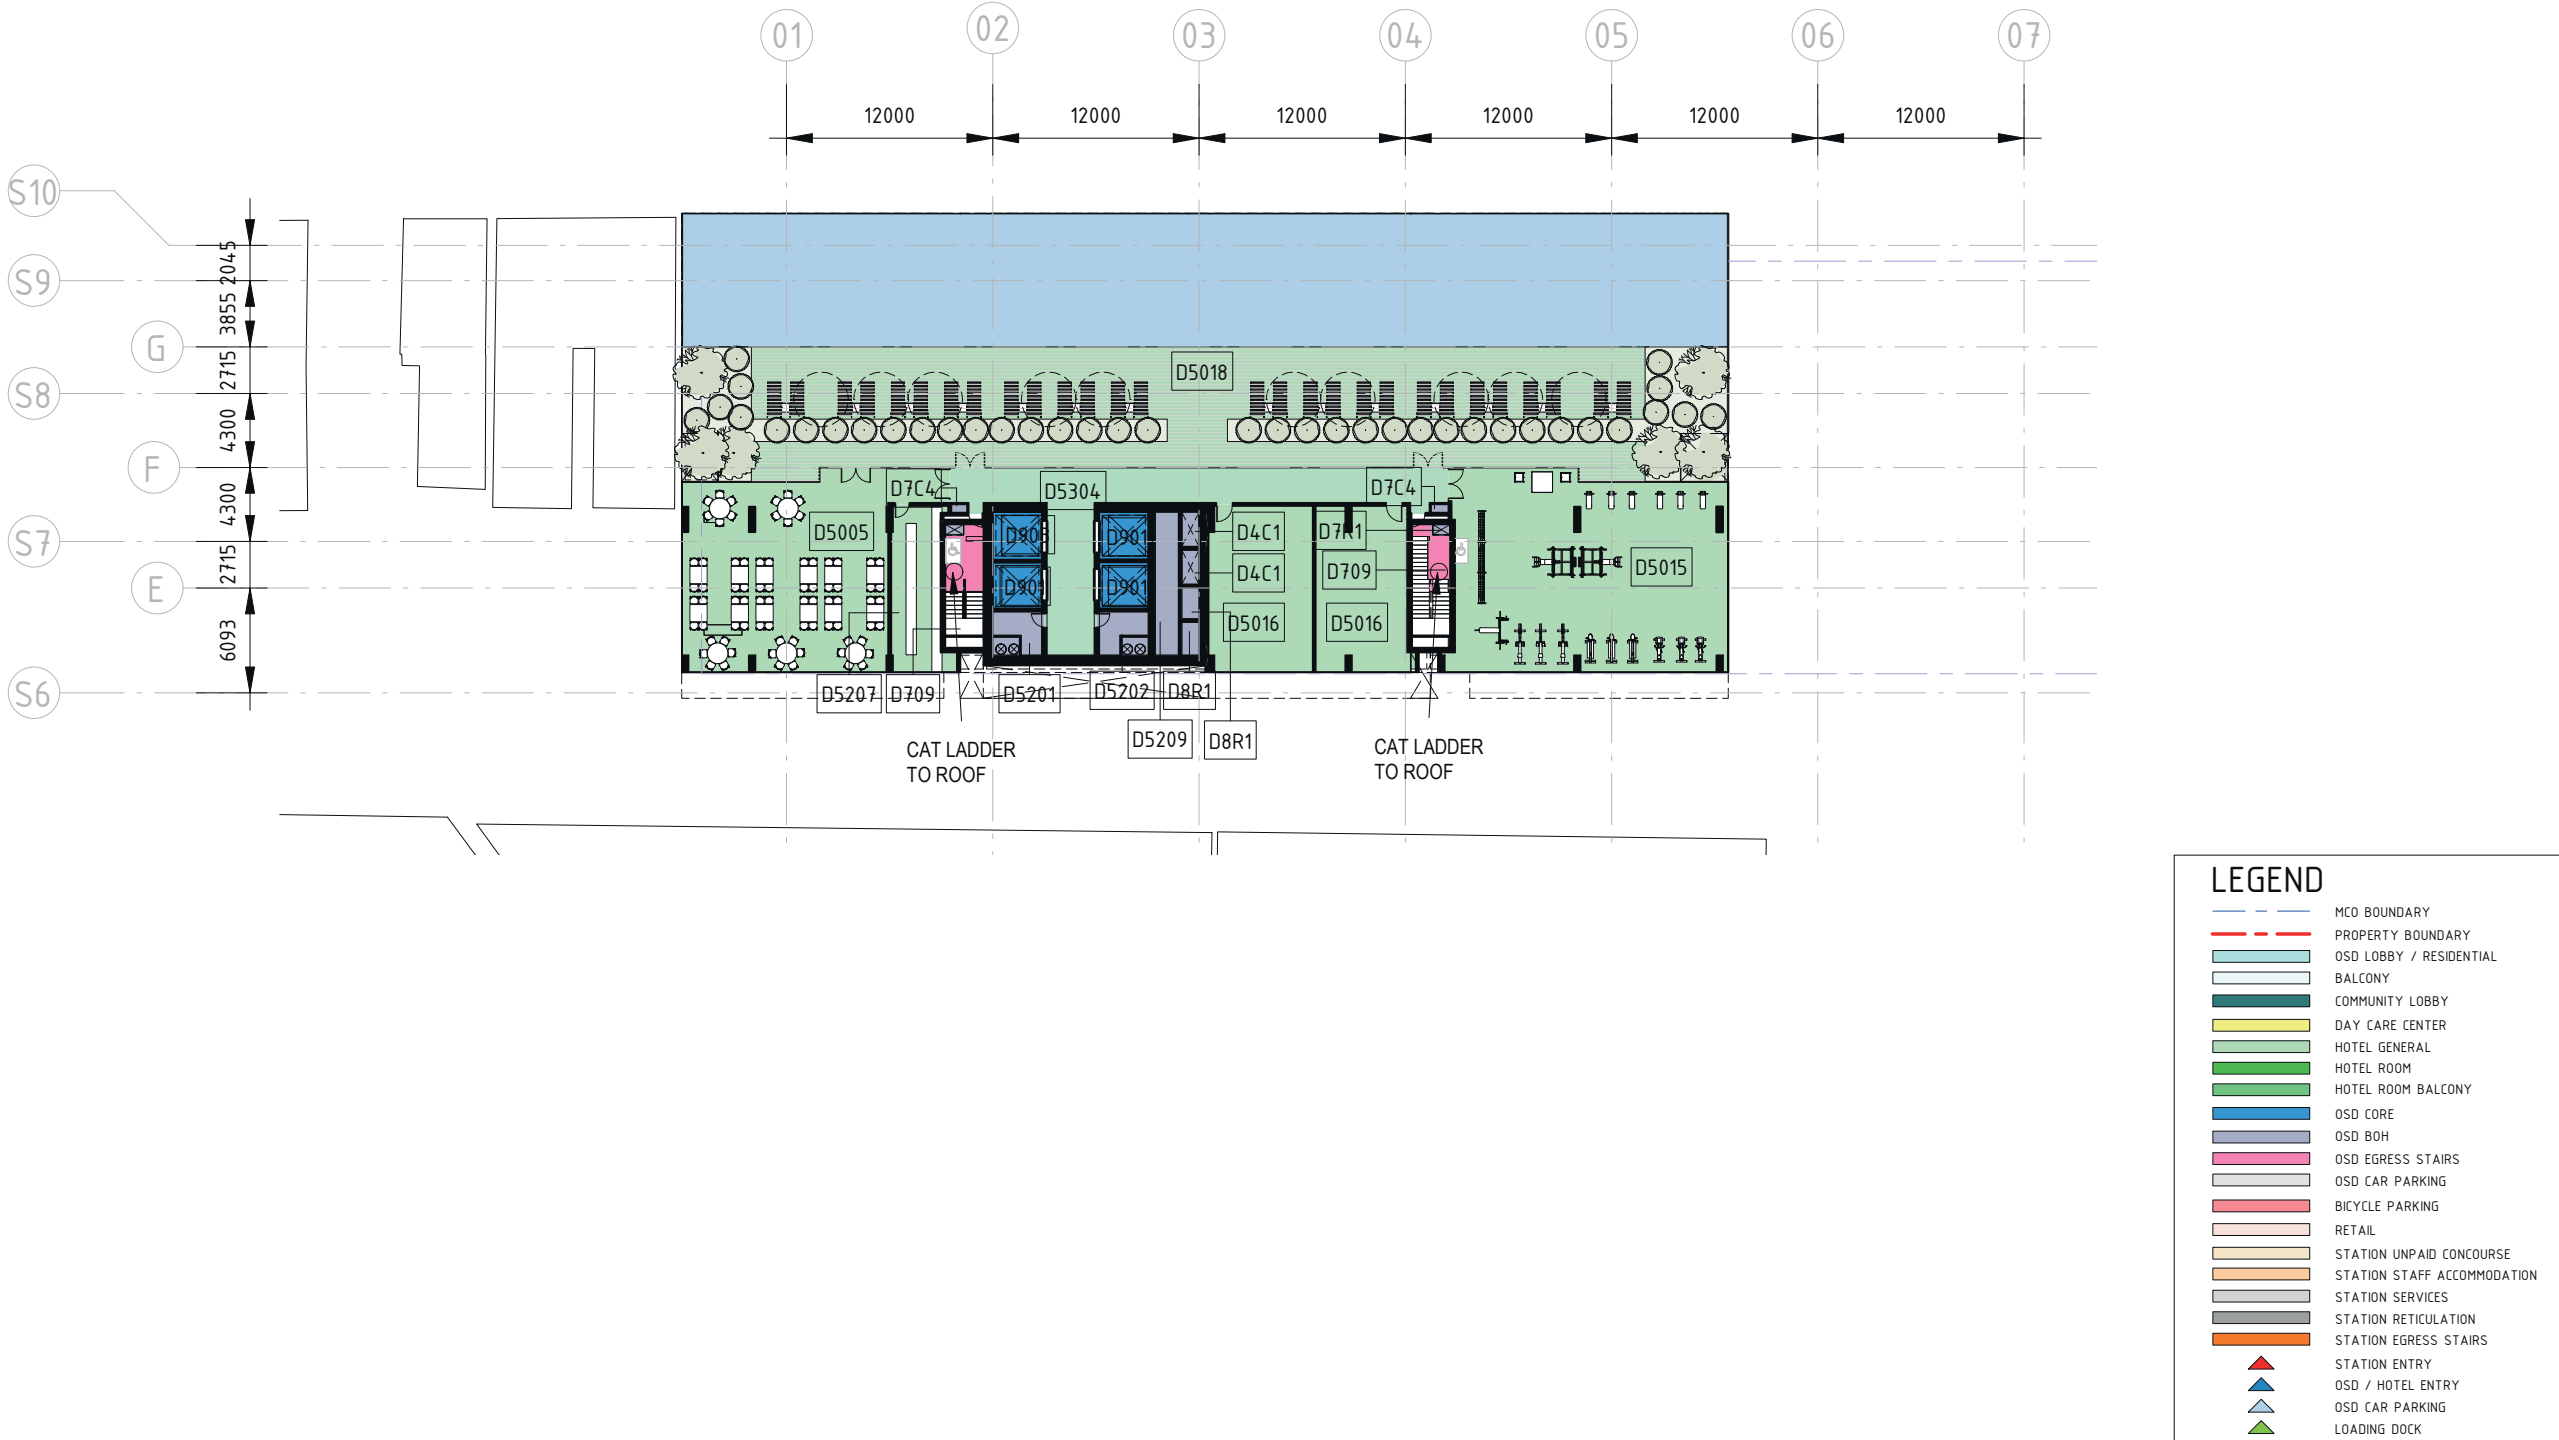 01 02 03 04 05 06 07
12000 12000 12000 12000 12000 12000
S10
2045
S9
3855
G
2715
S8
4300
F
4300
S7
2715
E
6093
S6
D5018
D7C4 D5304 D7C4
D5005 D901 D4C1 D7R1
D901 D4C1 D709 D5015
D5016 D5016
D5207 D709 D5201 D5202 D8R1
D5209 D8R1
CAT LADDER
TO ROOF
CAT LADDER
TO ROOF
LEGEND
MCO BOUNDARY
PROPERTY BOUNDARY
OSD LOBBY / RESIDENTIAL
BALCONY
COMMUNITY LOBBY
DAY CARE CENTER
HOTEL GENERAL
HOTEL ROOM
HOTEL ROOM BALCONY
OSD CORE
OSD BOH
OSD EGRESS STAIRS
OSD CAR PARKING
BICYCLE PARKING
RETAIL
STATION UNPAID CONCOURSE
STATION STAFF ACCOMMODATION
STATION SERVICES
STATION RETICULATION
STATION EGRESS STAIRS
STATION ENTRY
OSD / HOTEL ENTRY
OSD CAR PARKING
LOADING DOCK